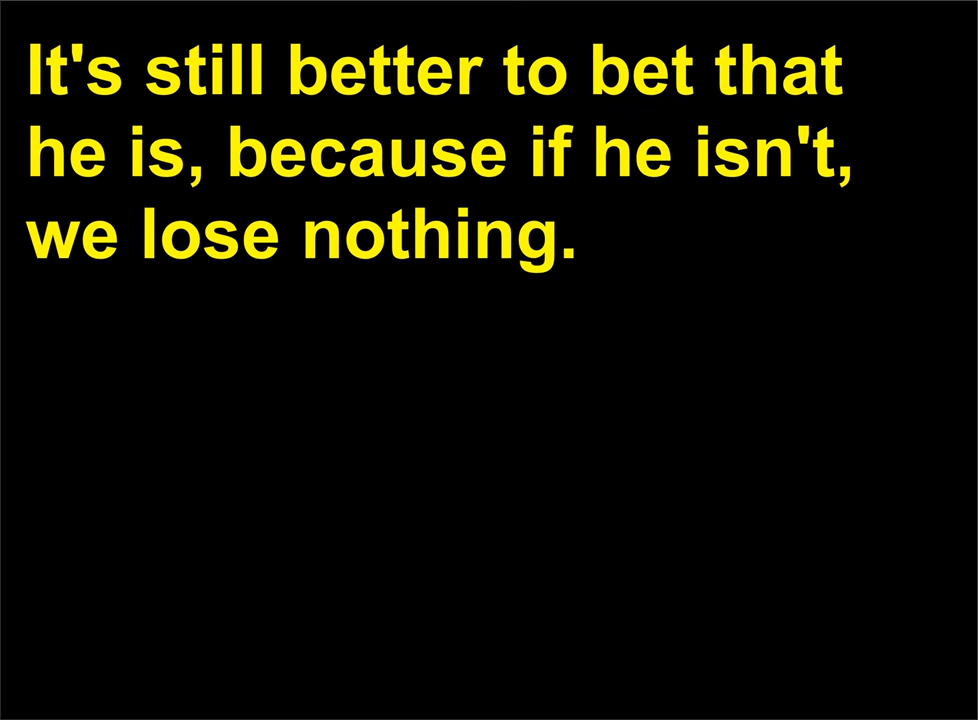 It's still better to bet that
he is, because if he isn't,
we lose nothing.